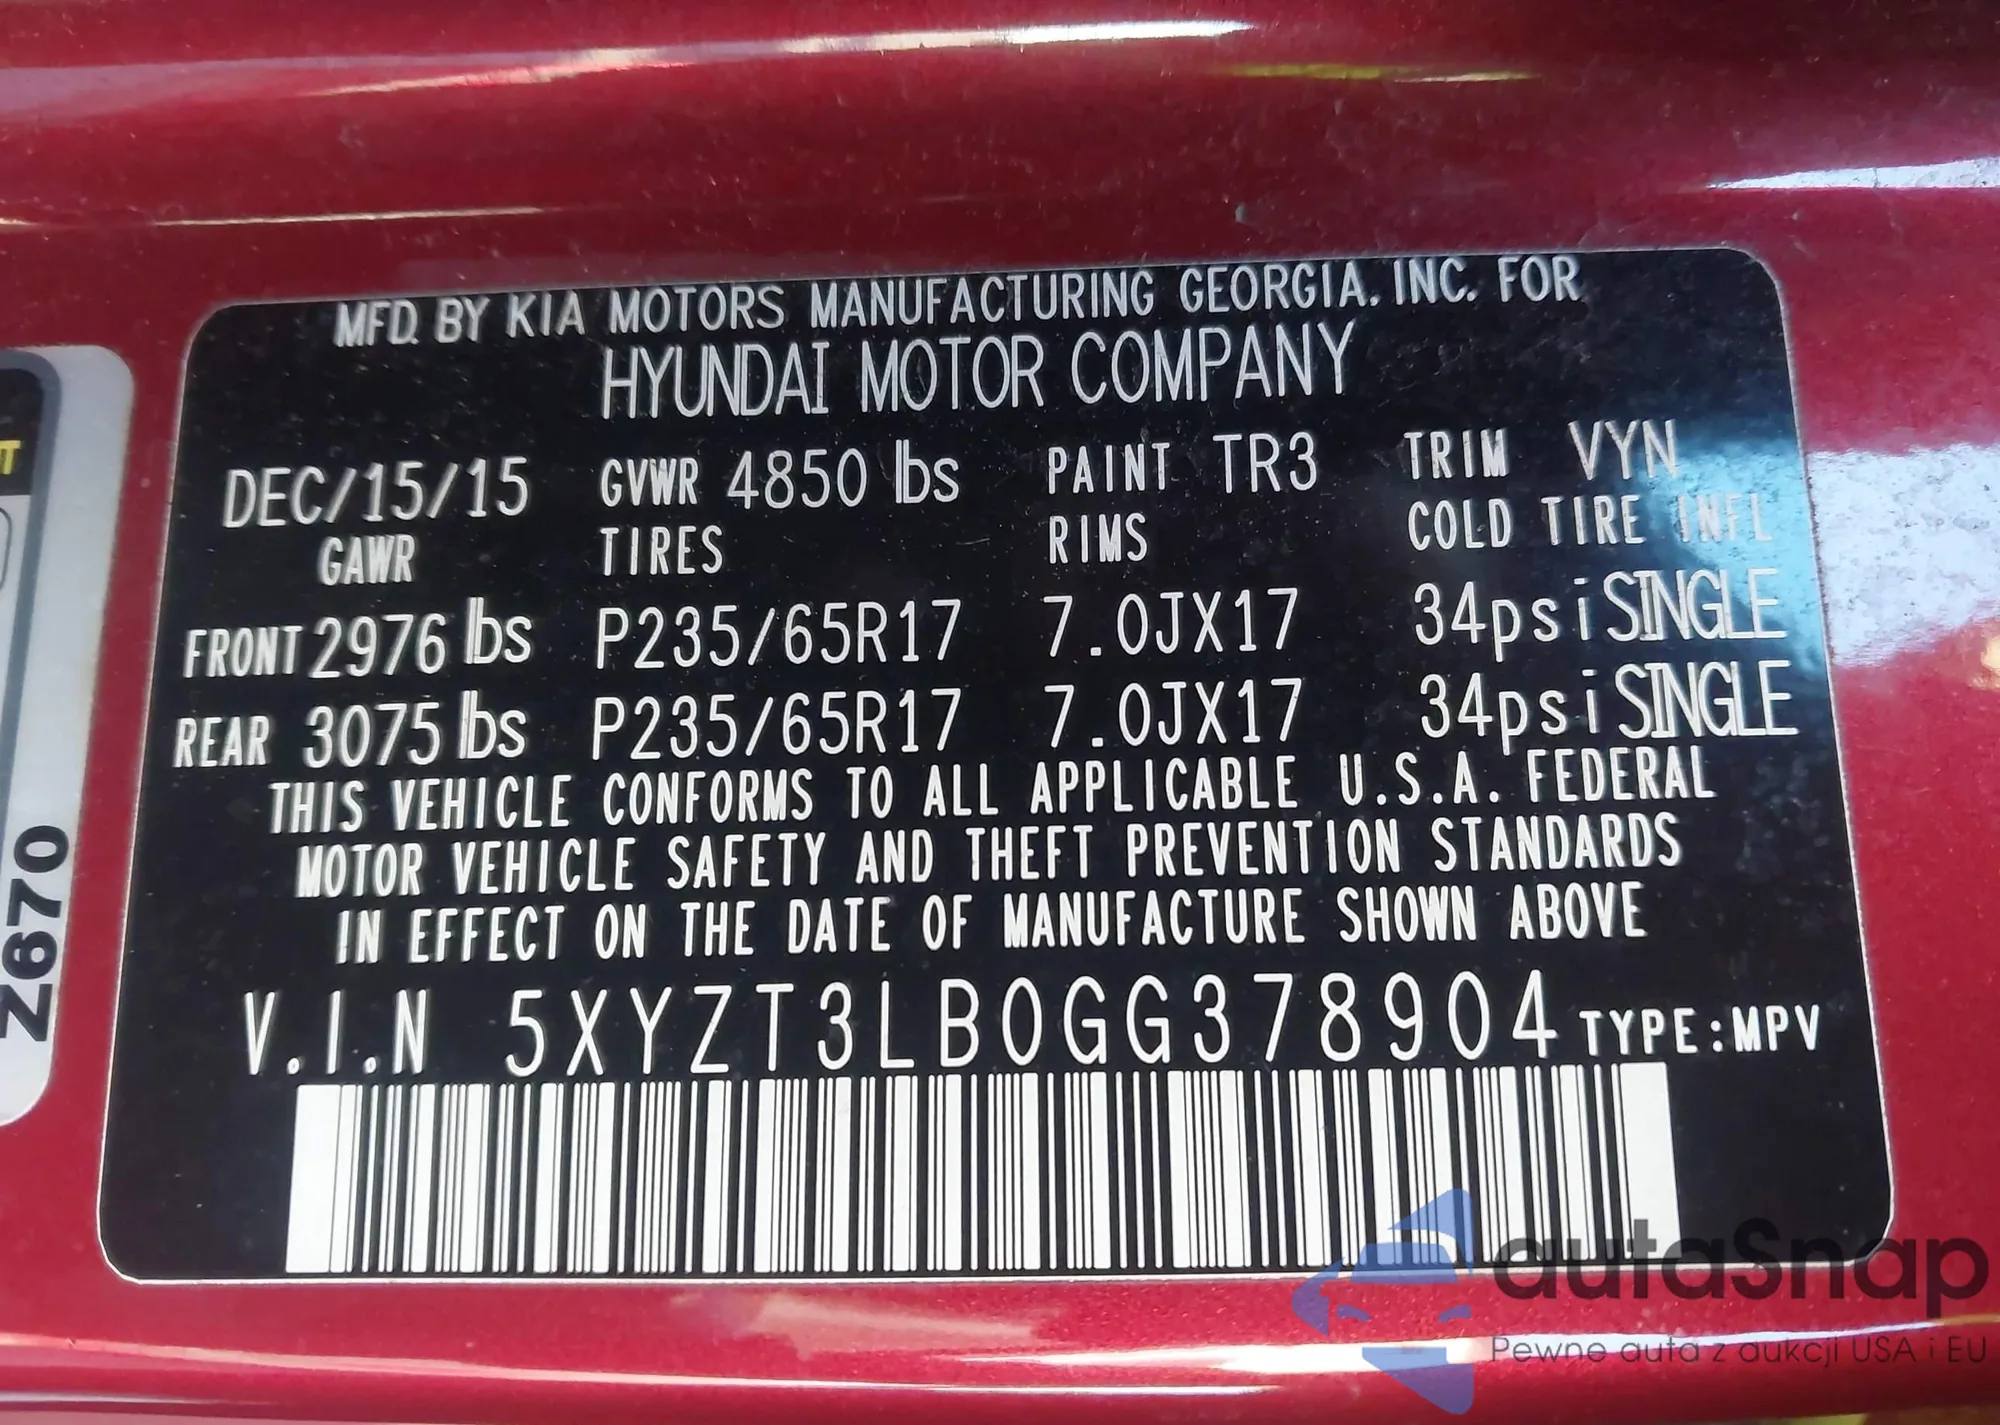 MFD. BY KIA MOTORS MANUFACTURING GEORGIA. INC. FOR
HYUNDAI MOTOR COMPANY
DEC/15/15 GVWR 4850 lbs PAINT TR3 TRIM VYN
GAWR TIRES RIMS COLD TIRE INFL
FRONT 2976 lbs P235/65R17 7.0JX17 34psi SINGLE
REAR 3075 lbs P235/65R17 7.0JX17 34psi SINGLE
THIS VEHICLE CONFORMS TO ALL APPLICABLE U.S.A. FEDERAL
MOTOR VEHICLE SAFETY AND THEFT PREVENTION STANDARDS
IN EFFECT ON THE DATE OF MANUFACTURE SHOWN ABOVE
V.I.N 5XYZT3LB0GG378904 TYPE:MPV
Z670
autasnap
Pewne auta z aukcji USA i EU